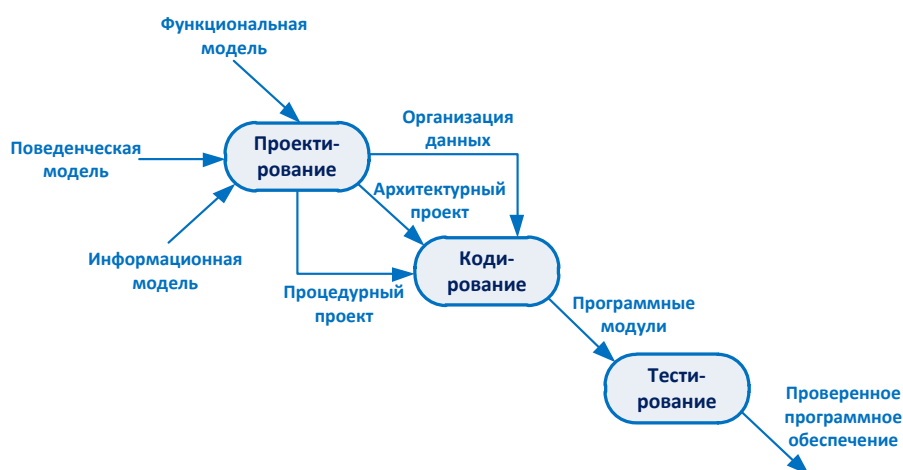 Функциональная
модель
Поведенческая
модель
Проекти-
рование
Организация
данных
Архитектурный
проект
Информационная
модель
Процедурный
проект
Коди-
рование
Программные
модули
Тести-
рование
Проверенное
программное
обеспечение